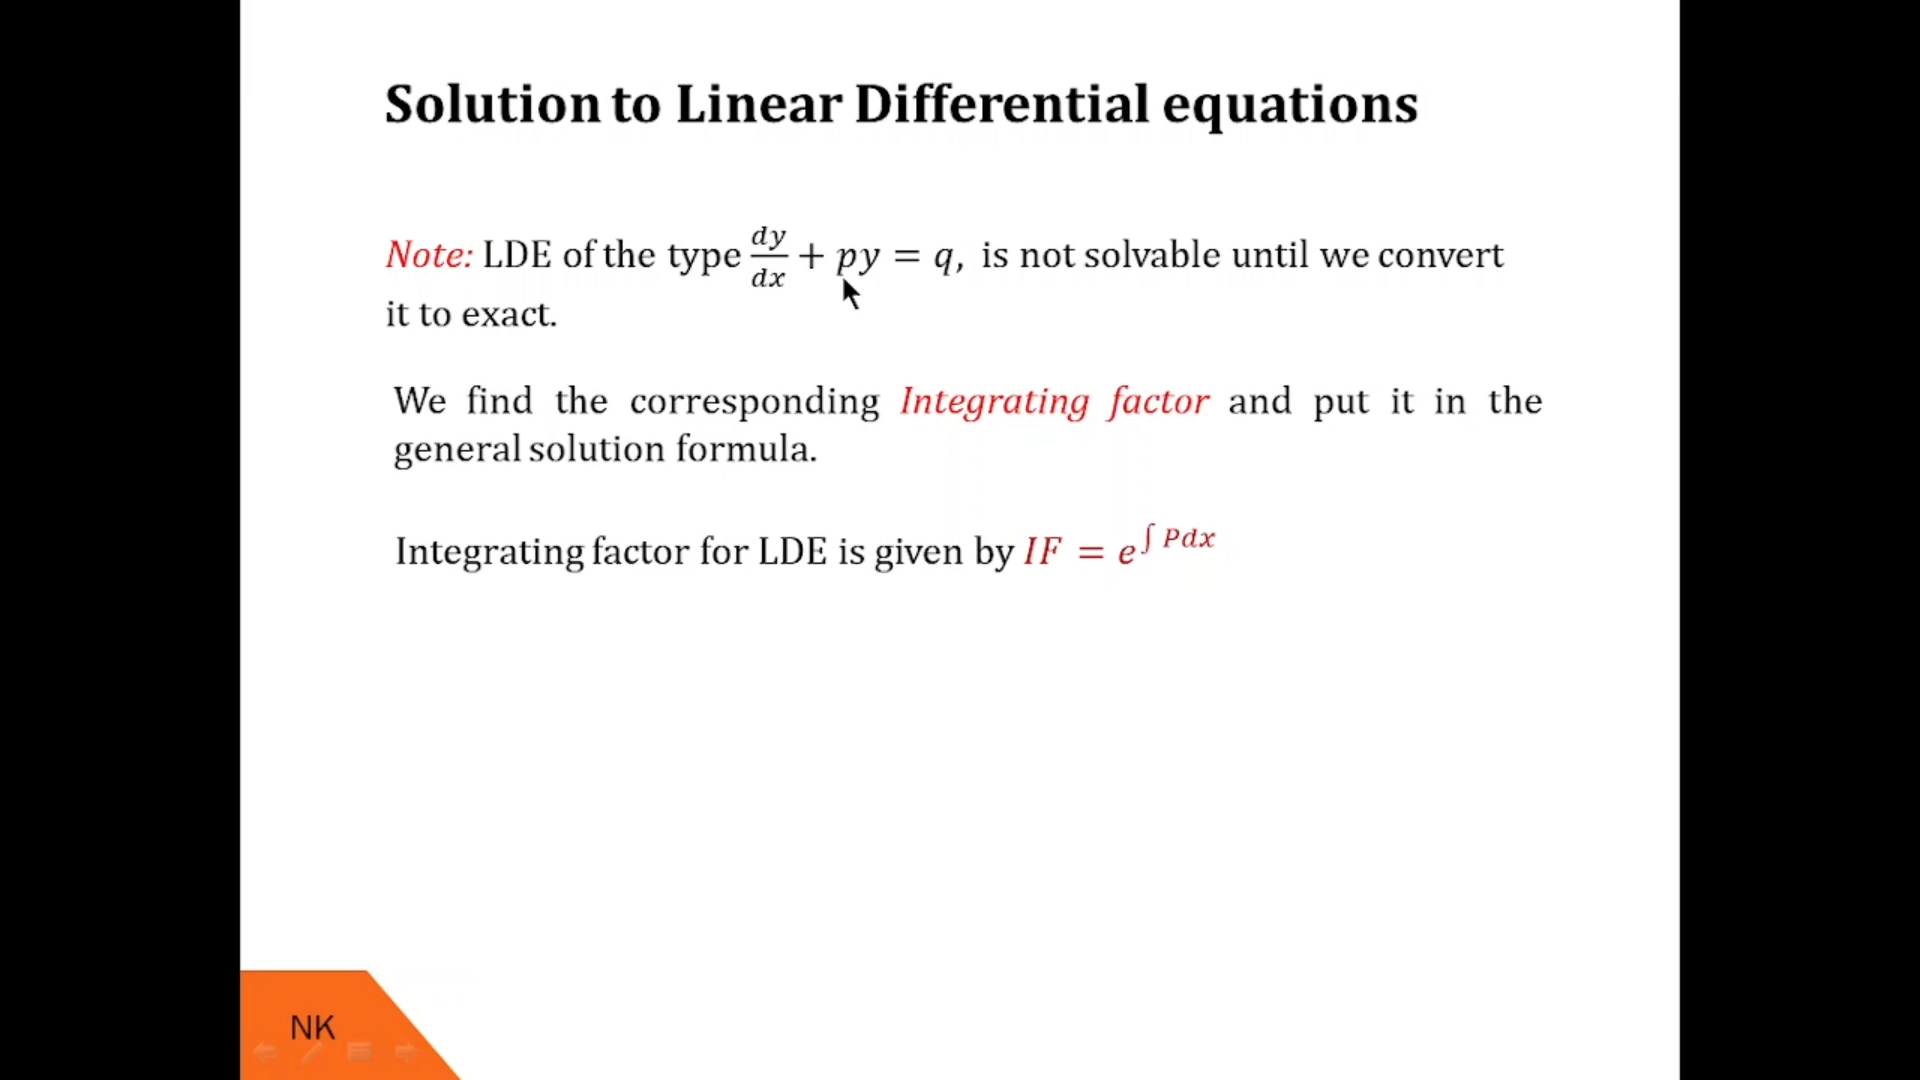 Solution to Linear Differential equations
Note: LDE of the type dy/dx + py = q, is not solvable until we convert
it to exact.
We find the corresponding Integrating factor and put it in the
general solution formula.
Integrating factor for LDE is given by IF = e^∫ Pdx
NK